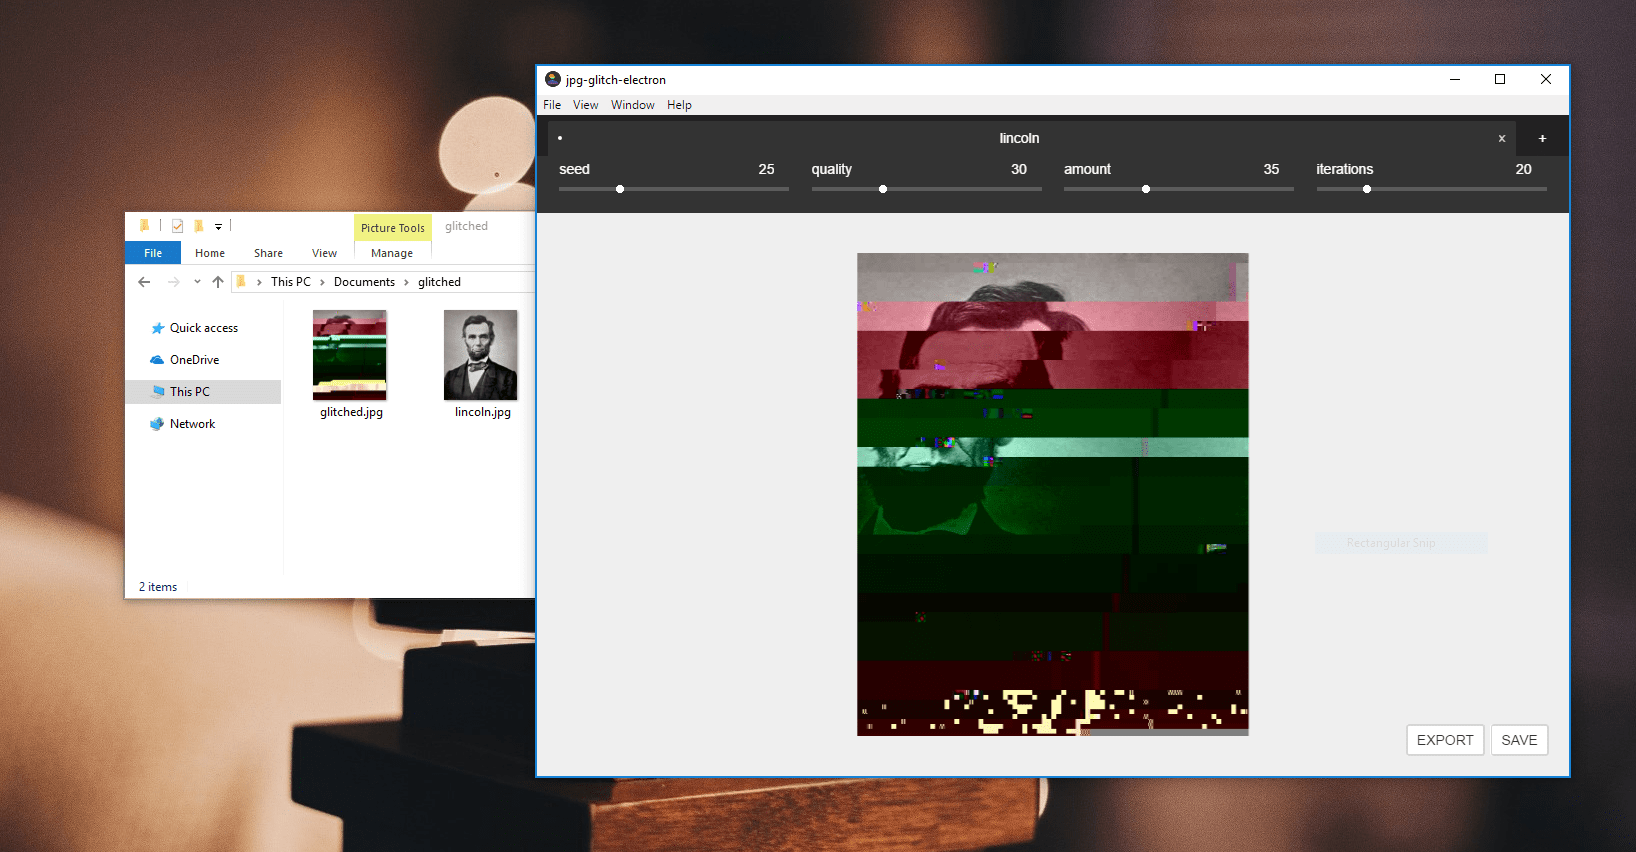 jpg-glitch-electron
File View Window Help
• lincoln x +
seed 25 quality 30 amount 35 iterations 20
Picture Tools glitched
File Home Share View Manage
This PC › Documents › glitched
Quick access
OneDrive
This PC
Network
glitched.jpg lincoln.jpg
2 items
Rectangular Snip
EXPORT SAVE